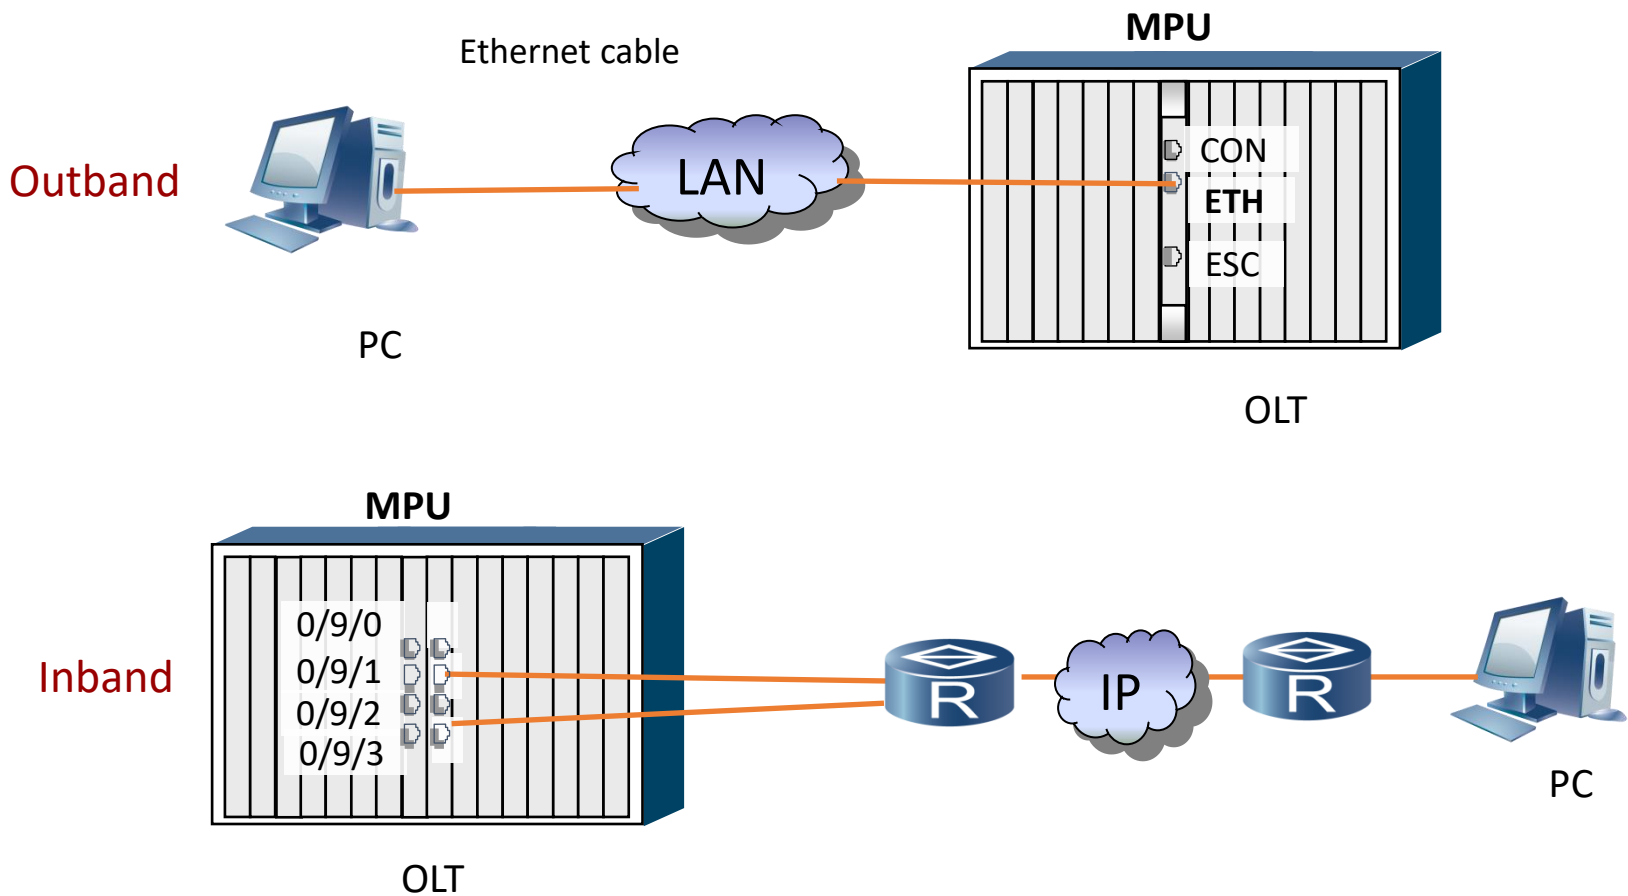 MPU
Ethernet cable
Outband
LAN
CON
ETH
ESC
PC
OLT
MPU
Inband
0/9/0
0/9/1
0/9/2
0/9/3
R
IP
R
PC
OLT